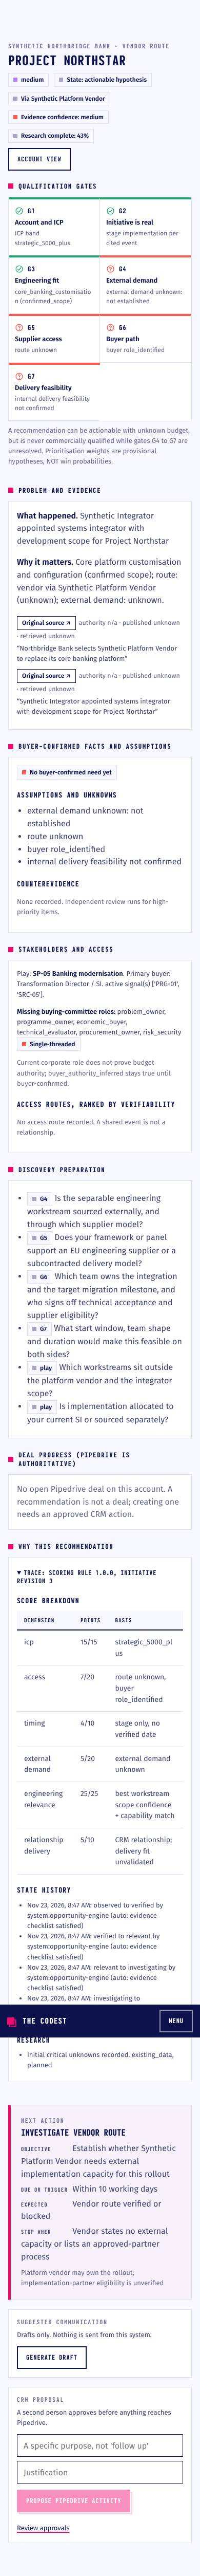 SYNTHETIC NORTHBRIDGE BANK · VENDOR ROUTE
PROJECT NORTHSTAR
medium
State: actionable hypothesis
Via Synthetic Platform Vendor
Evidence confidence: medium
Research complete: 43%
ACCOUNT VIEW
QUALIFICATION GATES
G1
Account and ICP
ICP band
strategic_5000_plus
G2
Initiative is real
stage implementation per
cited event
G3
Engineering fit
core_banking_customisatio
n (confirmed_scope)
G4
External demand
external demand unknown:
not established
G5
Supplier access
route unknown
G6
Buyer path
buyer role_identified
G7
Delivery feasibility
internal delivery feasibility
not confirmed
A recommendation can be actionable with unknown budget,
but is never commercially qualified while gates G4 to G7 are
unresolved. Prioritisation weights are provisional
hypotheses, NOT win probabilities.
PROBLEM AND EVIDENCE
What happened. Synthetic Integrator
appointed systems integrator with
development scope for Project Northstar
Why it matters. Core platform customisation
and configuration (confirmed scope); route:
vendor via Synthetic Platform Vendor
(unknown); external demand: unknown.
Original source ↗ authority n/a · published unknown
· retrieved unknown
“Northbridge Bank selects Synthetic Platform Vendor
to replace its core banking platform”
Original source ↗ authority n/a · published unknown
· retrieved unknown
“Synthetic Integrator appointed systems integrator
with development scope for Project Northstar”
BUYER-CONFIRMED FACTS AND ASSUMPTIONS
No buyer-confirmed need yet
ASSUMPTIONS AND UNKNOWNS
• external demand unknown: not
established
• route unknown
• buyer role_identified
• internal delivery feasibility not confirmed
COUNTEREVIDENCE
None recorded. Independent review runs for high-
priority items.
STAKEHOLDERS AND ACCESS
Play: SP-05 Banking modernisation. Primary buyer:
Transformation Director / SI. active signal(s) ['PRG-01',
'SRC-05'].
Missing buying-committee roles: problem_owner,
programme_owner, economic_buyer,
technical_evaluator, procurement_owner, risk_security
Single-threaded
Current corporate role does not prove budget
authority; buyer_authority_inferred stays true until
buyer-confirmed.
ACCESS ROUTES, RANKED BY VERIFIABILITY
No access route recorded. A shared event is not a
relationship.
DISCOVERY PREPARATION
• G4 Is the separable engineering
workstream sourced externally, and
through which supplier model?
• G5 Does your framework or panel
support an EU engineering supplier or a
subcontracted delivery model?
• G6 Which team owns the integration
and the target migration milestone, and
who signs off technical acceptance and
supplier eligibility?
• G7 What start window, team shape
and duration would make this feasible on
both sides?
• play Which workstreams sit outside
the platform vendor and the integrator
scope?
• play Is implementation allocated to
your current SI or sourced separately?
DEAL PROGRESS (PIPEDRIVE IS
AUTHORITATIVE)
No open Pipedrive deal on this account. A
recommendation is not a deal; creating one
needs an approved CRM action.
WHY THIS RECOMMENDATION
▼ TRACE: SCORING RULE 1.0.0, INITIATIVE
REVISION 3
SCORE BREAKDOWN
DIMENSION POINTS BASIS
icp 15/15 strategic_5000_pl
us
access 7/20 route unknown,
buyer
role_identified
timing 4/10 stage only, no
verified date
external
demand 5/20 external demand
unknown
engineering
relevance 25/25 best workstream
scope confidence
+ capability match
relationship
delivery 5/10 CRM relationship;
delivery fit
unvalidated
STATE HISTORY
• Nov 23, 2026, 8:47 AM: observed to verified by
system:opportunity-engine (auto: evidence
checklist satisfied)
• Nov 23, 2026, 8:47 AM: verified to relevant by
system:opportunity-engine (auto: evidence
checklist satisfied)
• Nov 23, 2026, 8:47 AM: relevant to investigating by
system:opportunity-engine (auto: evidence
checklist satisfied)
• Nov 23, 2026, 8:47 AM: investigating to
THE CODEST
MENU
RESEARCH
• Initial critical unknowns recorded. existing_data,
planned
NEXT ACTION
INVESTIGATE VENDOR ROUTE
OBJECTIVE Establish whether Synthetic
Platform Vendor needs external
implementation capacity for this rollout
DUE OR TRIGGER Within 10 working days
EXPECTED Vendor route verified or
blocked
STOP WHEN Vendor states no external
capacity or lists an approved-partner
process
Platform vendor may own the rollout;
implementation-partner eligibility is unverified
SUGGESTED COMMUNICATION
Drafts only. Nothing is sent from this system.
GENERATE DRAFT
CRM PROPOSAL
A second person approves before anything reaches
Pipedrive.
A specific purpose, not 'follow up'
Justification
PROPOSE PIPEDRIVE ACTIVITY
Review approvals